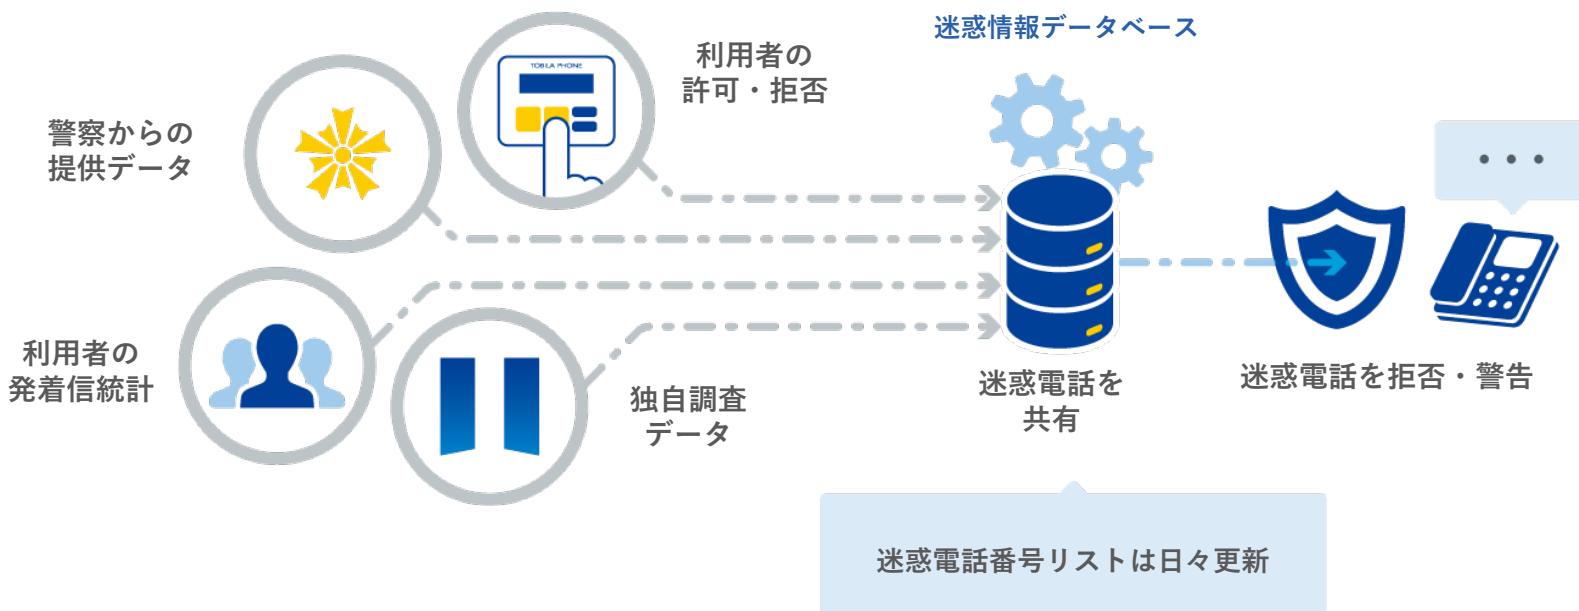 迷惑情報データベース
利用者の
許可・拒否
TOBILA PHONE
警察からの
提供データ
利用者の
発着信統計
独自調査
データ
迷惑電話を
共有
迷惑電話を拒否・警告
迷惑電話番号リストは日々更新